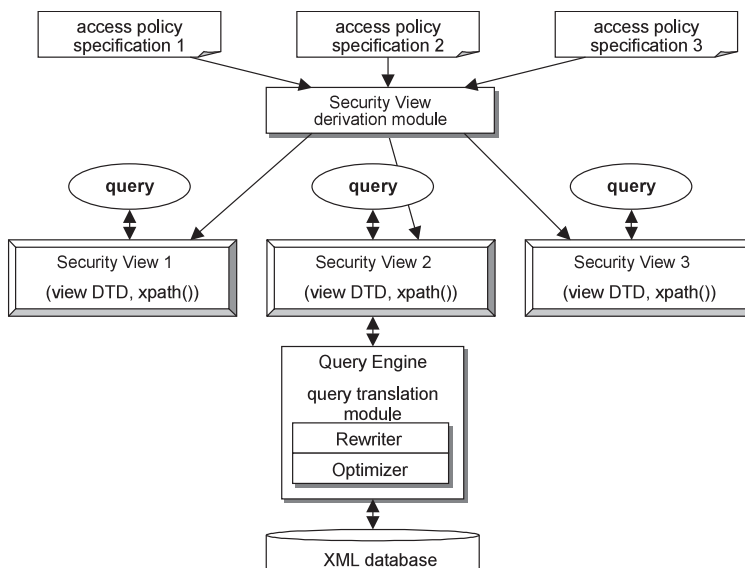 access policy
specification 1
access policy
specification 2
access policy
specification 3
Security View
derivation module
query
query
query
Security View 1
(view DTD, xpath())
Security View 2
(view DTD, xpath())
Security View 3
(view DTD, xpath())
Query Engine
query translation
module
Rewriter
Optimizer
XML database